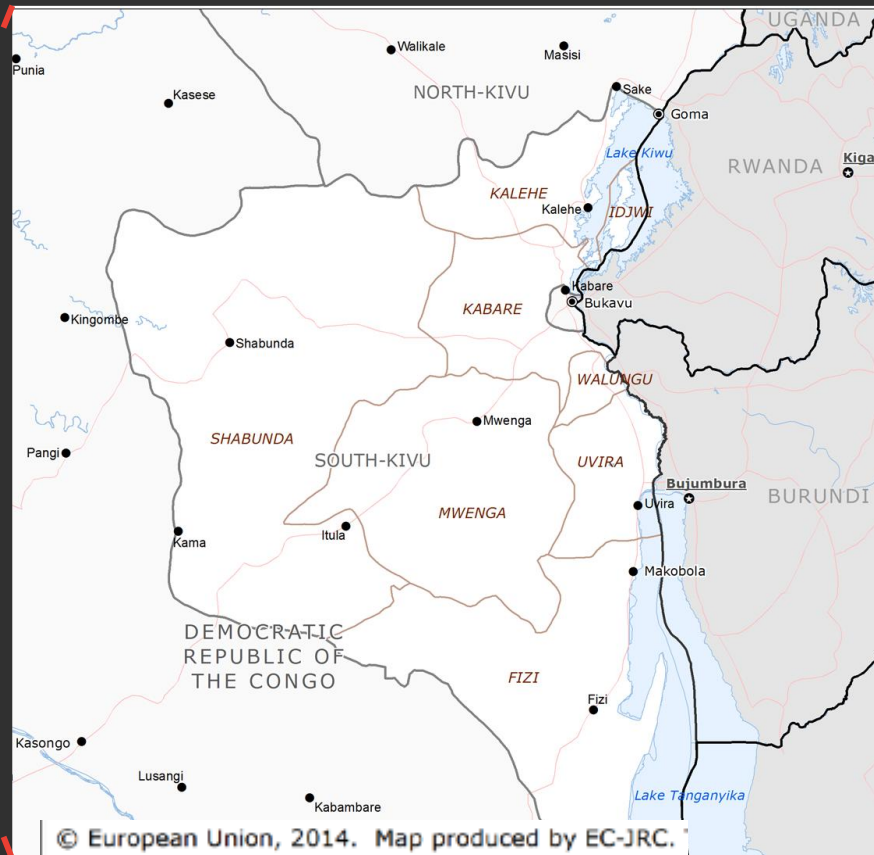 UGANDA
Walikale
Masisi
Punia
Kasese
NORTH-KIVU
Sake
Goma
Lake Kiwu
RWANDA
Kiga
KALEHE
Kalehe
IDJWI
Kabare
Bukavu
KABARE
Kingombe
Shabunda
WALUNGU
Mwenga
SHABUNDA
Pangi
SOUTH-KIVU
UVIRA
Bujumbura
BURUNDI
Uvira
MWENGA
Itula
Kama
Makobola
DEMOCRATIC
REPUBLIC OF
THE CONGO
FIZI
Fizi
Kasongo
Lusangi
Kabambare
Lake Tanganyika
© European Union, 2014. Map produced by EC-JRC.